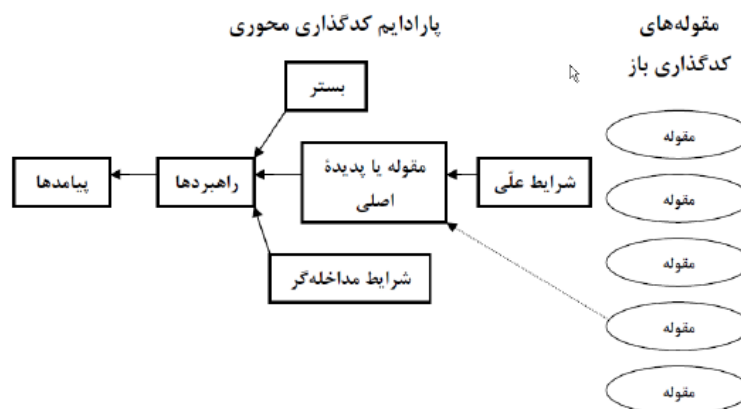 مقوله‌های
کدگذاری باز
پارادایم کدگذاری محوری
بستر
مقوله
شرایط علّی
مقوله یا پدیدۀ
اصلی
راهبردها
پیامدها
مقوله
مقوله
شرایط مداخله‌گر
مقوله
مقوله